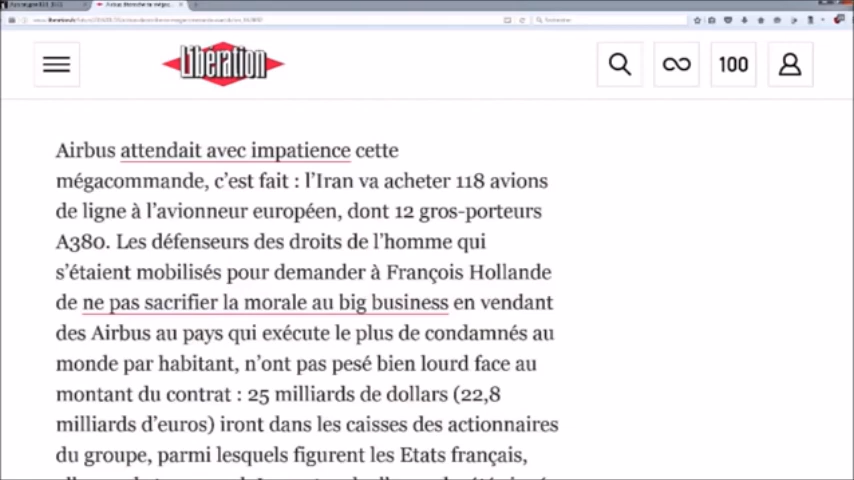 Libération
100
Airbus attendait avec impatience cette
mégacommande, c'est fait : l'Iran va acheter 118 avions
de ligne à l'avionneur européen, dont 12 gros-porteurs
A380. Les défenseurs des droits de l'homme qui
s'étaient mobilisés pour demander à François Hollande
de ne pas sacrifier la morale au big business en vendant
des Airbus au pays qui exécute le plus de condamnés au
monde par habitant, n'ont pas pesé bien lourd face au
montant du contrat : 25 milliards de dollars (22,8
milliards d'euros) iront dans les caisses des actionnaires
du groupe, parmi lesquels figurent les Etats français,